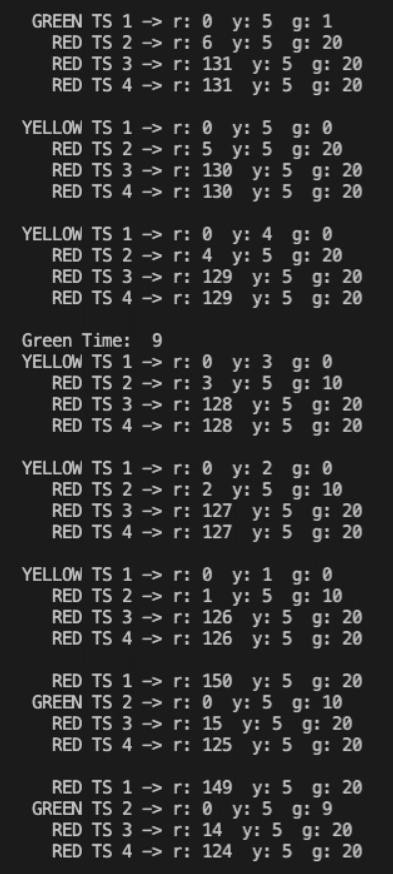 GREEN TS 1 -> r: 0 y: 5 g: 1
RED TS 2 -> r: 6 y: 5 g: 20
RED TS 3 -> r: 131 y: 5 g: 20
RED TS 4 -> r: 131 y: 5 g: 20
YELLOW TS 1 -> r: 0 y: 5 g: 0
RED TS 2 -> r: 5 y: 5 g: 20
RED TS 3 -> r: 130 y: 5 g: 20
RED TS 4 -> r: 130 y: 5 g: 20
YELLOW TS 1 -> r: 0 y: 4 g: 0
RED TS 2 -> r: 4 y: 5 g: 20
RED TS 3 -> r: 129 y: 5 g: 20
RED TS 4 -> r: 129 y: 5 g: 20
Green Time: 9
YELLOW TS 1 -> r: 0 y: 3 g: 0
RED TS 2 -> r: 3 y: 5 g: 10
RED TS 3 -> r: 128 y: 5 g: 20
RED TS 4 -> r: 128 y: 5 g: 20
YELLOW TS 1 -> r: 0 y: 2 g: 0
RED TS 2 -> r: 2 y: 5 g: 10
RED TS 3 -> r: 127 y: 5 g: 20
RED TS 4 -> r: 127 y: 5 g: 20
YELLOW TS 1 -> r: 0 y: 1 g: 0
RED TS 2 -> r: 1 y: 5 g: 10
RED TS 3 -> r: 126 y: 5 g: 20
RED TS 4 -> r: 126 y: 5 g: 20
RED TS 1 -> r: 150 y: 5 g: 20
GREEN TS 2 -> r: 0 y: 5 g: 10
RED TS 3 -> r: 15 y: 5 g: 20
RED TS 4 -> r: 125 y: 5 g: 20
RED TS 1 -> r: 149 y: 5 g: 20
GREEN TS 2 -> r: 0 y: 5 g: 9
RED TS 3 -> r: 14 y: 5 g: 20
RED TS 4 -> r: 124 y: 5 g: 20